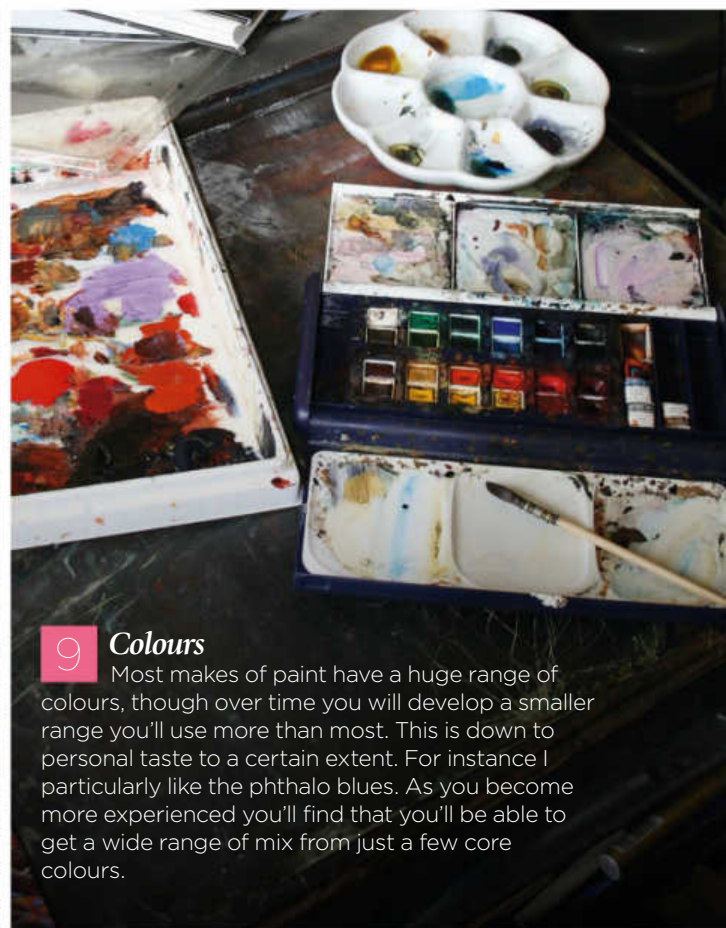 9 Colours
Most makes of paint have a huge range of
colours, though over time you will develop a smaller
range you’ll use more than most. This is down to
personal taste to a certain extent. For instance I
particularly like the phthalo blues. As you become
more experienced you’ll find that you’ll be able to
get a wide range of mix from just a few core
colours.